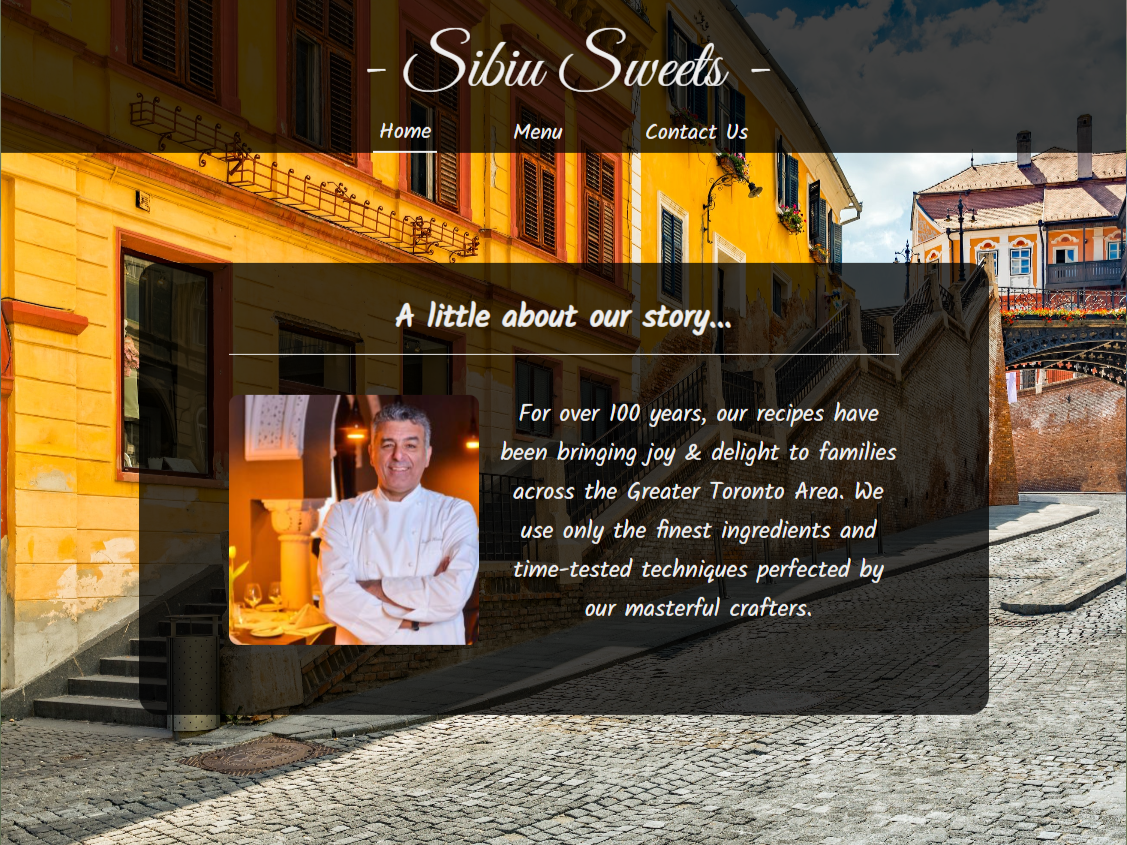 - Sibiu Sweets -
Home Menu Contact Us
A little about our story...
For over 100 years, our recipes have
been bringing joy & delight to families
across the Greater Toronto Area. We
use only the finest ingredients and
time-tested techniques perfected by
our masterful crafters.